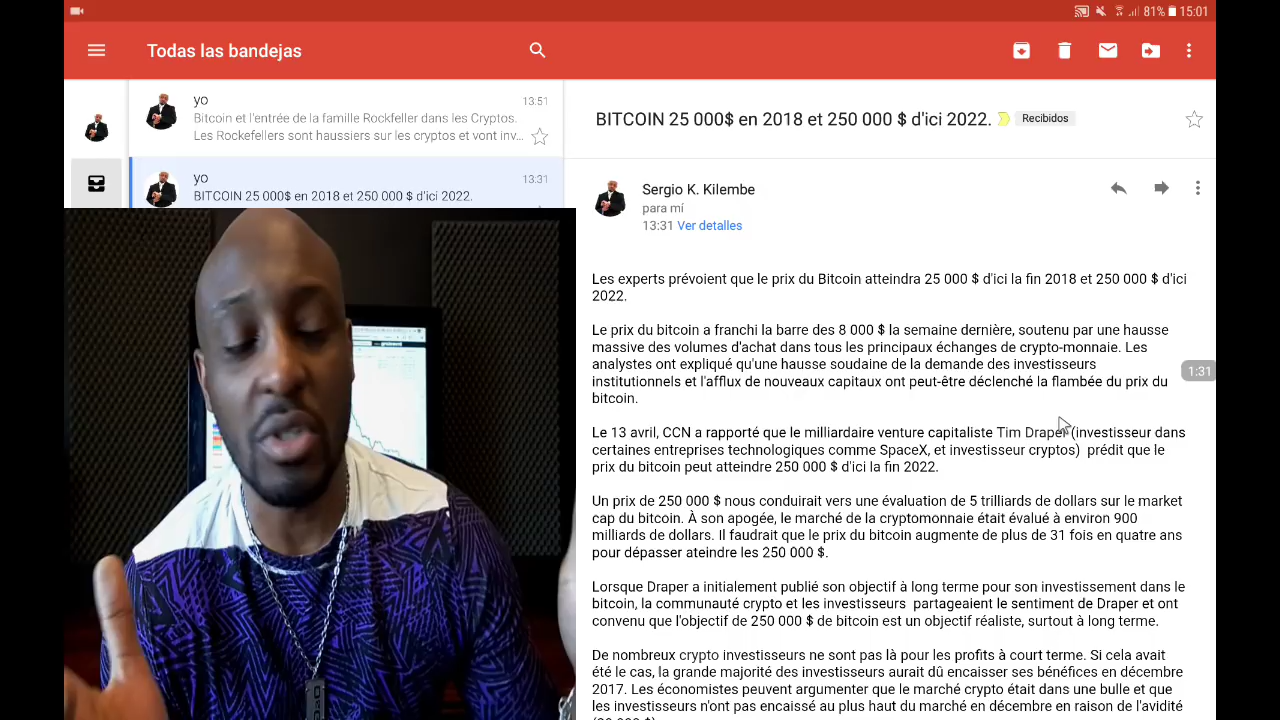 81% 15:01
Todas las bandejas
yo 13:51
Bitcoin et l'entrée de la famille Rockfeller dans les Cryptos.
Les Rockefellers sont haussiers sur les cryptos et vont inv...
yo 13:31
BITCOIN 25 000$ en 2018 et 250 000 $ d'ici 2022.
BITCOIN 25 000$ en 2018 et 250 000 $ d'ici 2022. Recibidos
Sergio K. Kilembe
para mí
13:31 Ver detalles
Les experts prévoient que le prix du Bitcoin atteindra 25 000 $ d'ici la fin 2018 et 250 000 $ d'ici
2022.
Le prix du bitcoin a franchi la barre des 8 000 $ la semaine dernière, soutenu par une hausse
massive des volumes d'achat dans tous les principaux échanges de crypto-monnaie. Les
analystes ont expliqué qu'une hausse soudaine de la demande des investisseurs
institutionnels et l'afflux de nouveaux capitaux ont peut-être déclenché la flambée du prix du
bitcoin.
1:31
Le 13 avril, CCN a rapporté que le milliardaire venture capitaliste Tim Draper (investisseur dans
certaines entreprises technologiques comme SpaceX, et investisseur cryptos) prédit que le
prix du bitcoin peut atteindre 250 000 $ d'ici la fin 2022.
Un prix de 250 000 $ nous conduirait vers une évaluation de 5 trilliards de dollars sur le market
cap du bitcoin. À son apogée, le marché de la cryptomonnaie était évalué à environ 900
milliards de dollars. Il faudrait que le prix du bitcoin augmente de plus de 31 fois en quatre ans
pour dépasser ateindre les 250 000 $.
Lorsque Draper a initialement publié son objectif à long terme pour son investissement dans le
bitcoin, la communauté crypto et les investisseurs partageaient le sentiment de Draper et ont
convenu que l'objectif de 250 000 $ de bitcoin est un objectif réaliste, surtout à long terme.
De nombreux crypto investisseurs ne sont pas là pour les profits à court terme. Si cela avait
été le cas, la grande majorité des investisseurs aurait dû encaisser ses bénéfices en décembre
2017. Les économistes peuvent argumenter que le marché crypto était dans une bulle et que
les investisseurs n'ont pas encaissé au plus haut du marché en décembre en raison de l'avidité